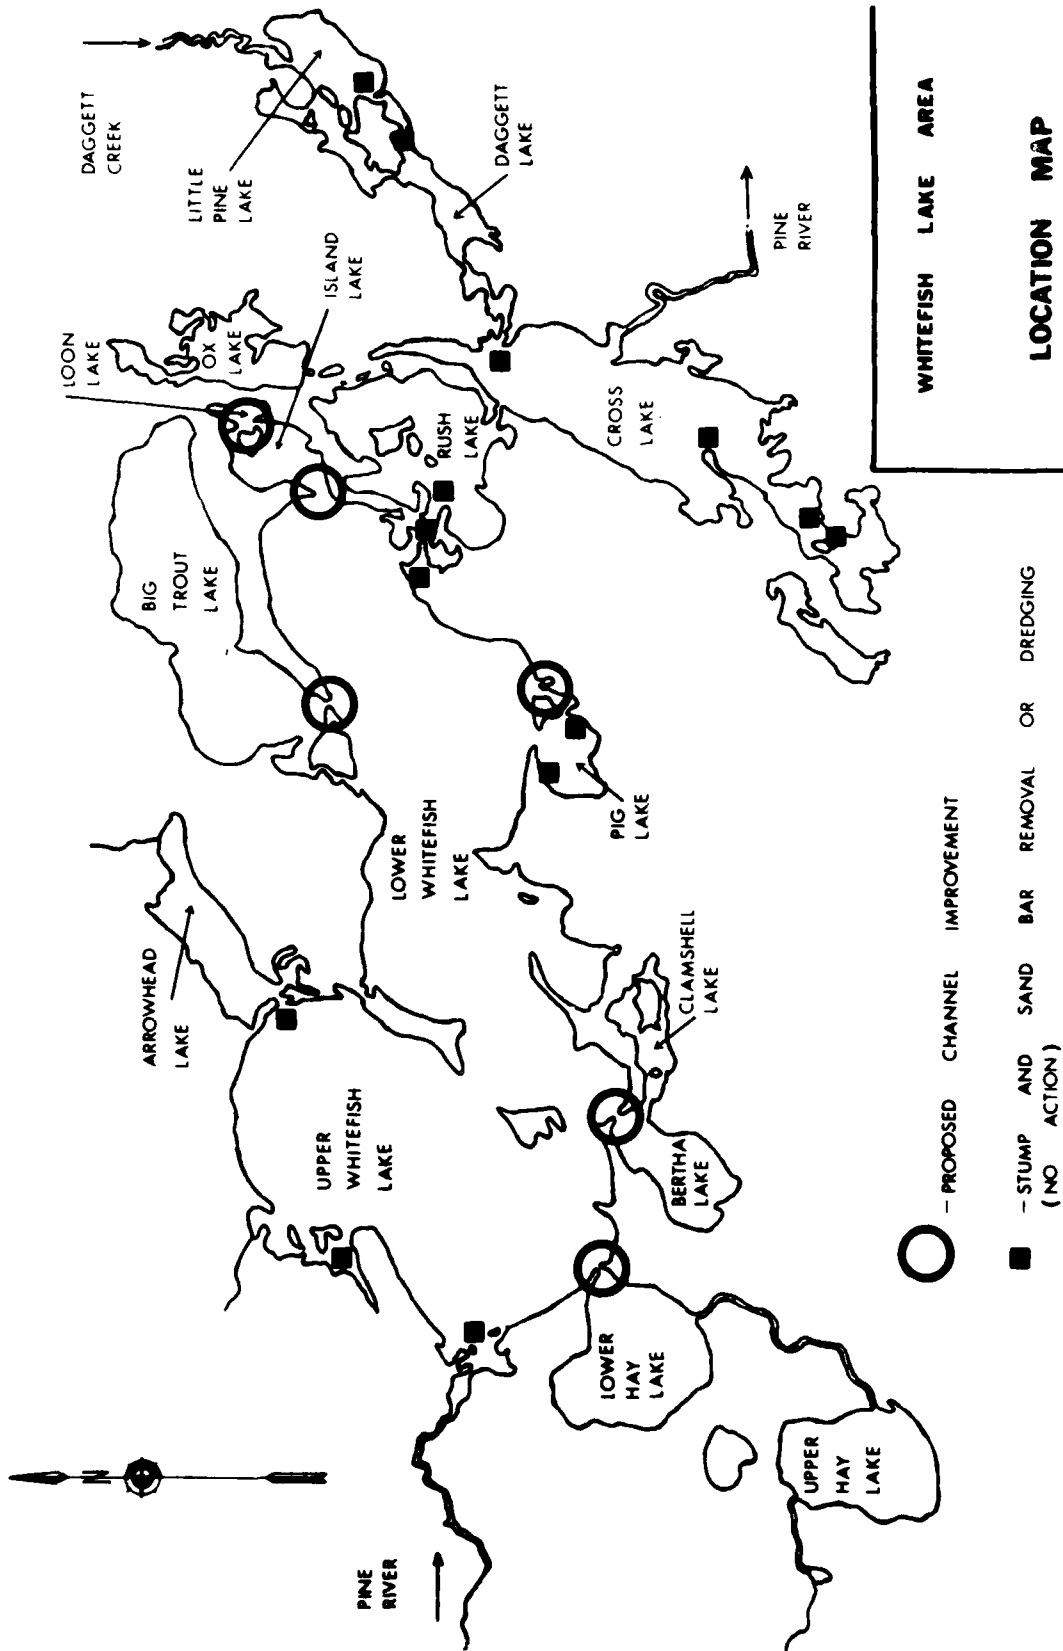 DAGGETT
CREEK
LITTLE
PINE
LAKE
LOON
LAKE
OX
LAKE
ISLAND
LAKE
DAGGETT
LAKE
BIG
TROUT
LAKE
RUSH
LAKE
ARROWHEAD
LAKE
LOWER
WHITEFISH
LAKE
CROSS
LAKE
PINE
RIVER
UPPER
WHITEFISH
LAKE
PIG
LAKE
CLAMSHELL
LAKE
BERTHA
LAKE
LOWER
HAY
LAKE
UPPER
HAY
LAKE
PINE
RIVER
N
– PROPOSED CHANNEL IMPROVEMENT
– STUMP AND SAND BAR REMOVAL OR DREDGING
( NO ACTION )
WHITEFISH LAKE AREA
LOCATION MAP